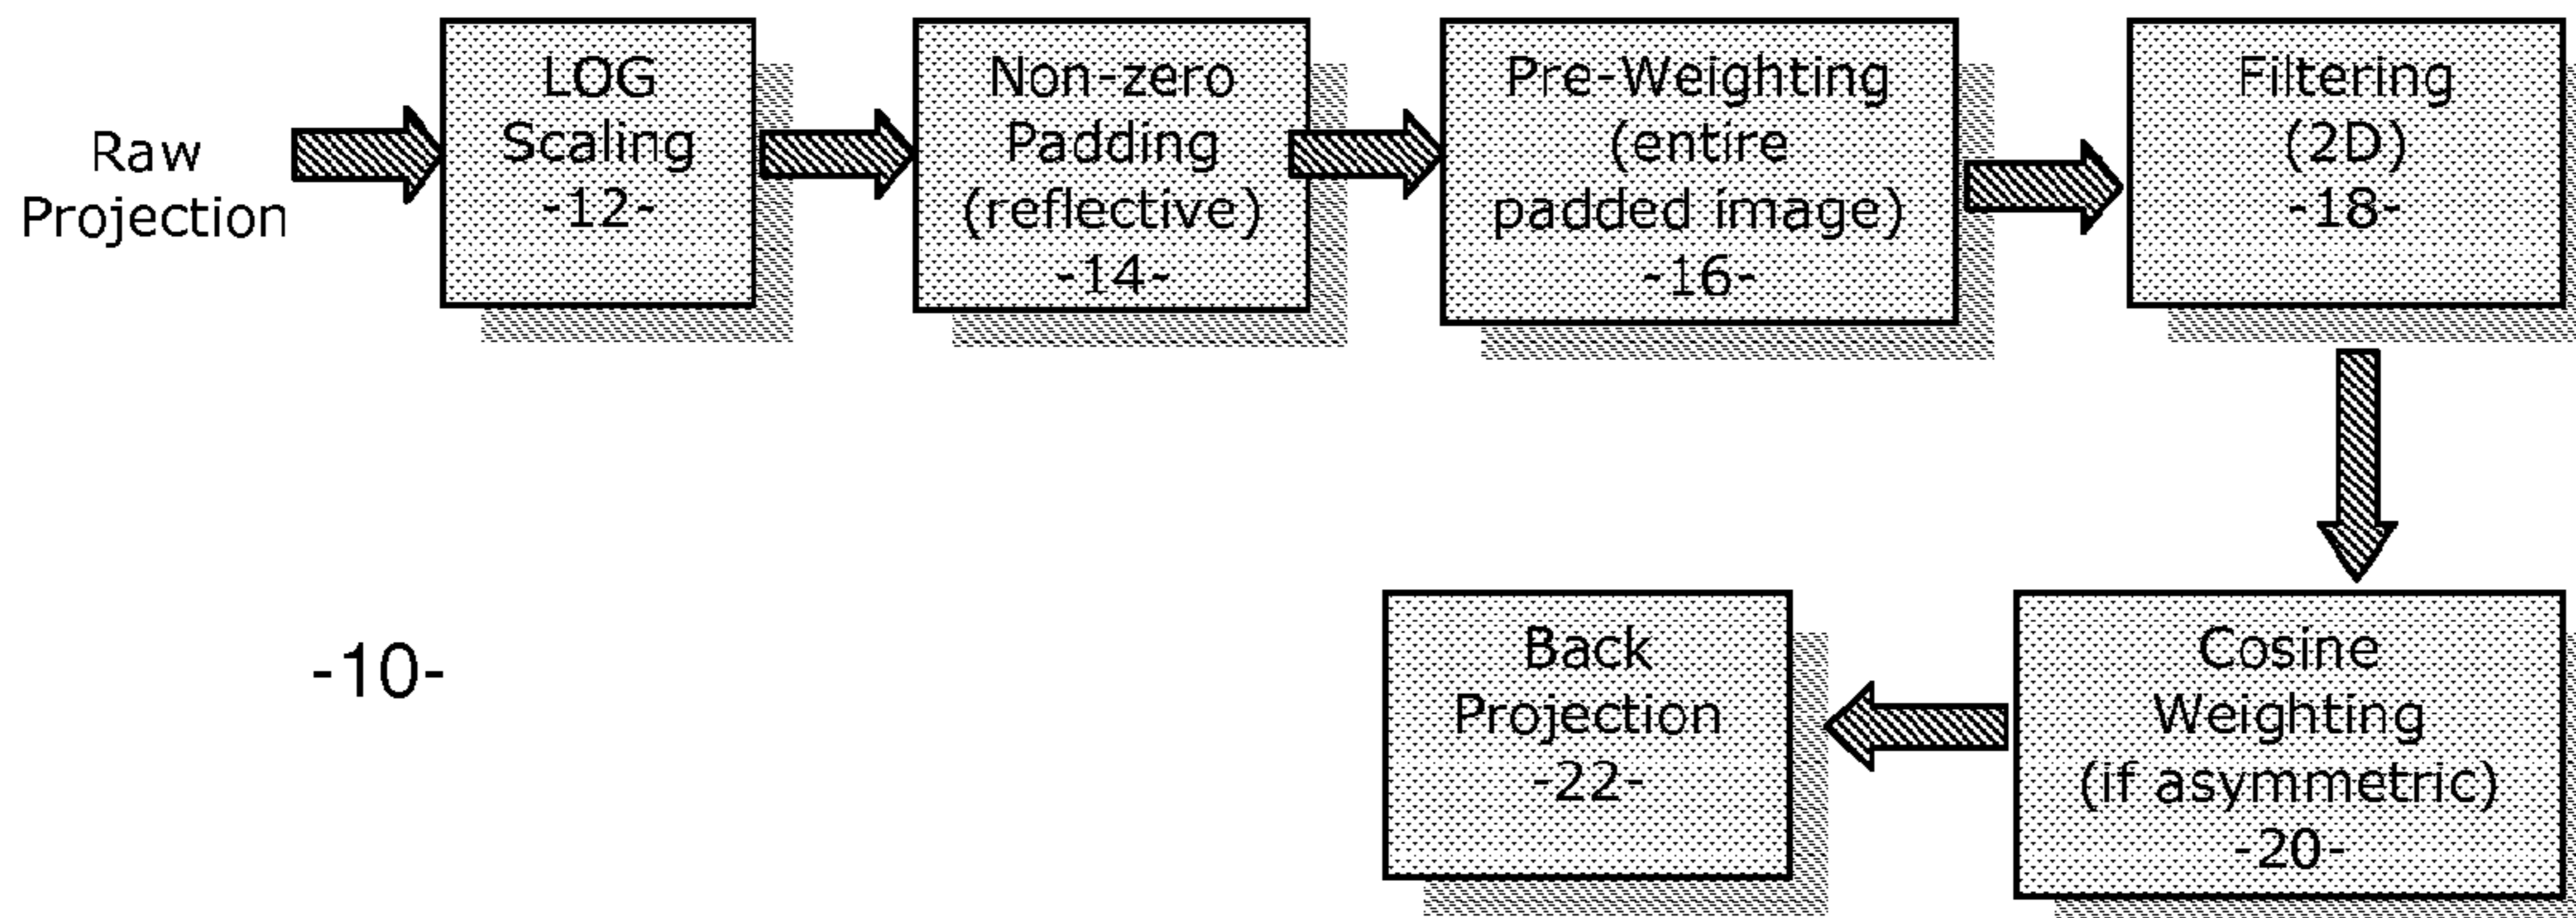 Raw
Projection
LOG
Scaling
-12-
Non-zero
Padding
(reflective)
-14-
Pre-Weighting
(entire
padded image)
-16-
Filtering
(2D)
-18-
Cosine
Weighting
(if asymmetric)
-20-
Back
Projection
-22-
-10-